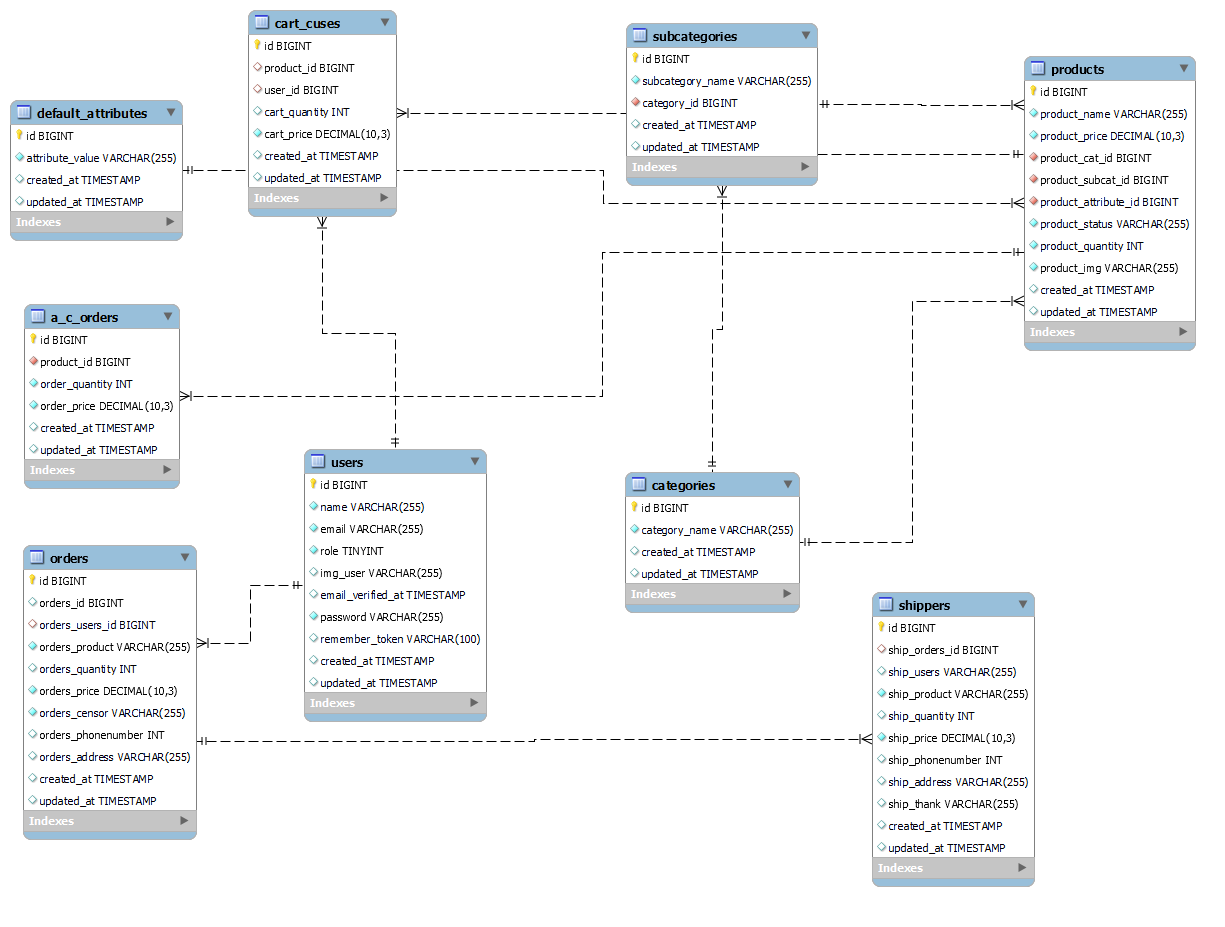 cart_cuses
id BIGINT
product_id BIGINT
user_id BIGINT
cart_quantity INT
cart_price DECIMAL(10,3)
created_at TIMESTAMP
updated_at TIMESTAMP
Indexes
subcategories
id BIGINT
subcategory_name VARCHAR(255)
category_id BIGINT
created_at TIMESTAMP
updated_at TIMESTAMP
Indexes
products
id BIGINT
product_name VARCHAR(255)
product_price DECIMAL(10,3)
product_cat_id BIGINT
product_subcat_id BIGINT
product_attribute_id BIGINT
product_status VARCHAR(255)
product_quantity INT
product_img VARCHAR(255)
created_at TIMESTAMP
updated_at TIMESTAMP
Indexes
default_attributes
id BIGINT
attribute_value VARCHAR(255)
created_at TIMESTAMP
updated_at TIMESTAMP
Indexes
a_c_orders
id BIGINT
product_id BIGINT
order_quantity INT
order_price DECIMAL(10,3)
created_at TIMESTAMP
updated_at TIMESTAMP
Indexes
users
id BIGINT
name VARCHAR(255)
email VARCHAR(255)
role TINYINT
img_user VARCHAR(255)
email_verified_at TIMESTAMP
password VARCHAR(255)
remember_token VARCHAR(100)
created_at TIMESTAMP
updated_at TIMESTAMP
Indexes
categories
id BIGINT
category_name VARCHAR(255)
created_at TIMESTAMP
updated_at TIMESTAMP
Indexes
orders
id BIGINT
orders_id BIGINT
orders_users_id BIGINT
orders_product VARCHAR(255)
orders_quantity INT
orders_price DECIMAL(10,3)
orders_censor VARCHAR(255)
orders_phonenumber INT
orders_address VARCHAR(255)
created_at TIMESTAMP
updated_at TIMESTAMP
Indexes
shippers
id BIGINT
ship_orders_id BIGINT
ship_users VARCHAR(255)
ship_product VARCHAR(255)
ship_quantity INT
ship_price DECIMAL(10,3)
ship_phonenumber INT
ship_address VARCHAR(255)
ship_thank VARCHAR(255)
created_at TIMESTAMP
updated_at TIMESTAMP
Indexes